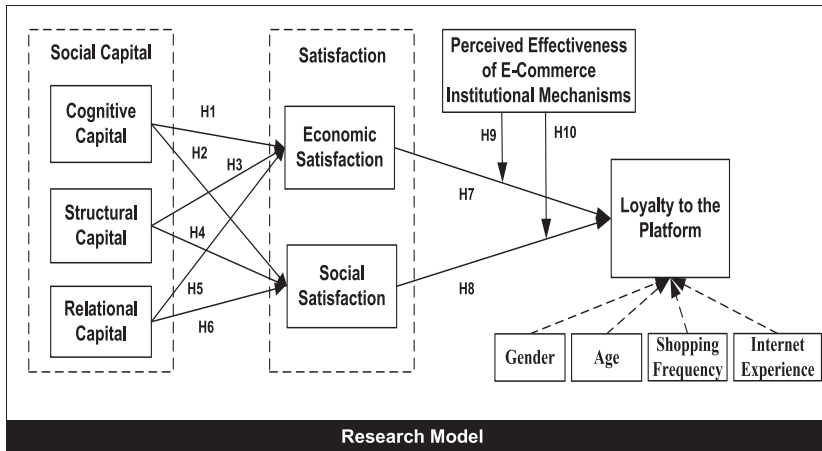 Social Capital
Cognitive
Capital
Structural
Capital
Relational
Capital
H1
H2
H3
H4
H5
H6
Satisfaction
Economic
Satisfaction
Social
Satisfaction
Perceived Effectiveness
of E-Commerce
Institutional Mechanisms
H9
H10
H7
H8
Loyalty to the
Platform
Gender
Age
Shopping
Frequency
Internet
Experience
Research Model